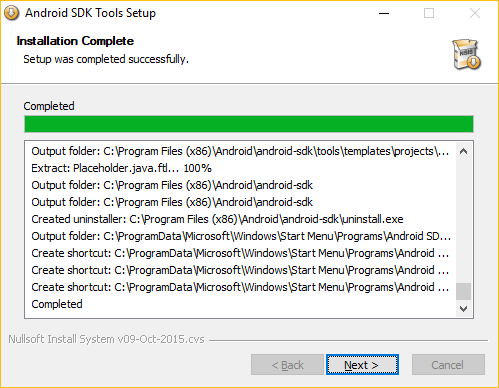 Android SDK Tools Setup
Installation Complete
Setup was completed successfully.
Completed
Output folder: C:\Program Files (x86)\Android\android-sdk\tools\templates\projects\...
Extract: Placeholder.java.ftl... 100%
Output folder: C:\Program Files (x86)\Android\android-sdk
Output folder: C:\Program Files (x86)\Android\android-sdk
Created uninstaller: C:\Program Files (x86)\Android\android-sdk\uninstall.exe
Output folder: C:\ProgramData\Microsoft\Windows\Start Menu\Programs\Android SD...
Create shortcut: C:\ProgramData\Microsoft\Windows\Start Menu\Programs\Android ...
Create shortcut: C:\ProgramData\Microsoft\Windows\Start Menu\Programs\Android ...
Create shortcut: C:\ProgramData\Microsoft\Windows\Start Menu\Programs\Android ...
Completed
Nullsoft Install System v09-Oct-2015.cvs
< Back Next > Cancel